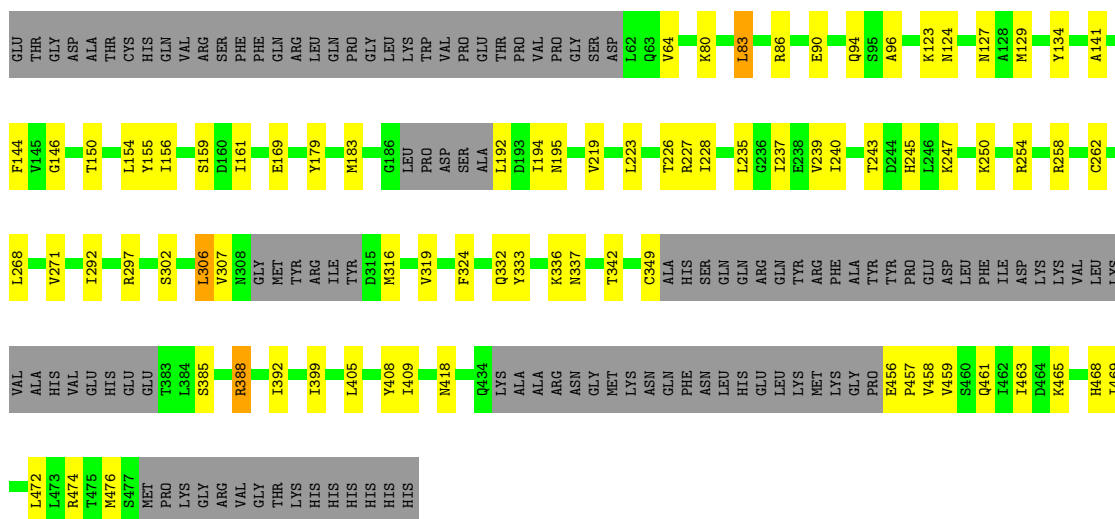 GLU THR GLY ASP ALA THR CYS HIS GLN VAL ARG SER PHE PHE GLN ARG LEU GLN PRO GLY LEU LYS TRP VAL PRO GLU THR PRO VAL PRO GLY SER ASP L62 Q63 V64 K80 L83 R86 E90 Q94 S95 A96 K123 N124 N127 A128 M129 Y134 A141
F144 V145 G146 T150 L154 Y155 I156 S159 D160 I161 E169 Y179 M183 G186 LEU PRO ASP SER ALA L192 D193 I194 N195 V219 L223 T226 R227 I228 L235 G236 I237 E238 V239 I240 T243 D244 H245 L246 K247 K250 R254 R258 C262
L268 V271 I292 R297 S302 L306 V307 N308 GLY MET TYR ARG ILE TYR D315 M316 V319 F324 Q332 Y333 K336 N337 T342 C349 ALA HIS SER GLN GLN ARG GLN TYR ARG PHE ALA TYR TYR PRO GLU ASP LEU PHE ILE ASP LYS LYS VAL LEU LYS
VAL ALA HIS VAL GLU HIS GLU GLU T383 L384 S385 R388 I392 I399 L405 Y408 I409 N418 Q434 LYS ALA ALA ARG ASN GLY MET LYS ASN GLN PHE ASN LEU HIS GLU LEU LYS MET LYS GLY PRO E456 P457 V458 V459 S460 Q461 I462 I463 D464 K465 H468
L472 L473 R474 T475 M476 S477 MET PRO LYS GLY ARG VAL GLY THR LYS HIS HIS HIS HIS HIS HIS